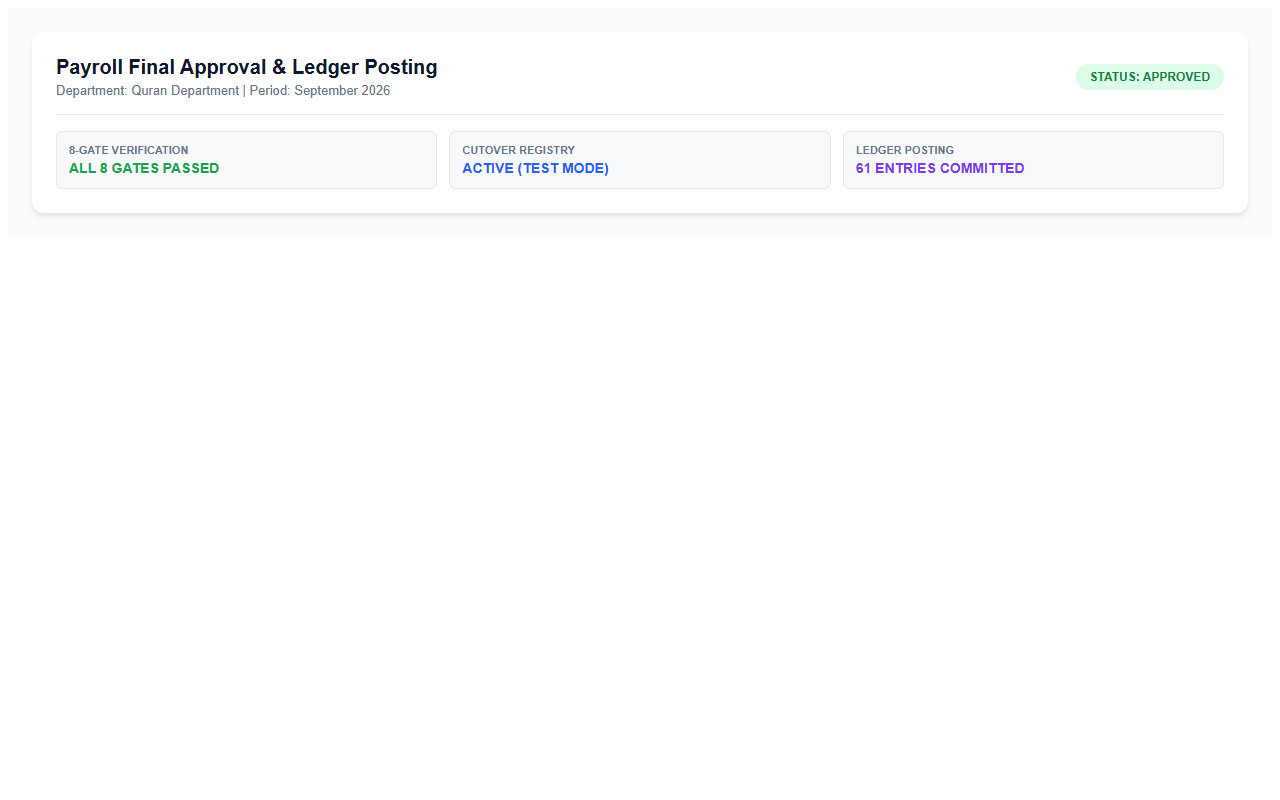 Payroll Final Approval & Ledger Posting
Department: Quran Department | Period: September 2026
STATUS: APPROVED
8-GATE VERIFICATION
ALL 8 GATES PASSED
CUTOVER REGISTRY
ACTIVE (TEST MODE)
LEDGER POSTING
61 ENTRIES COMMITTED